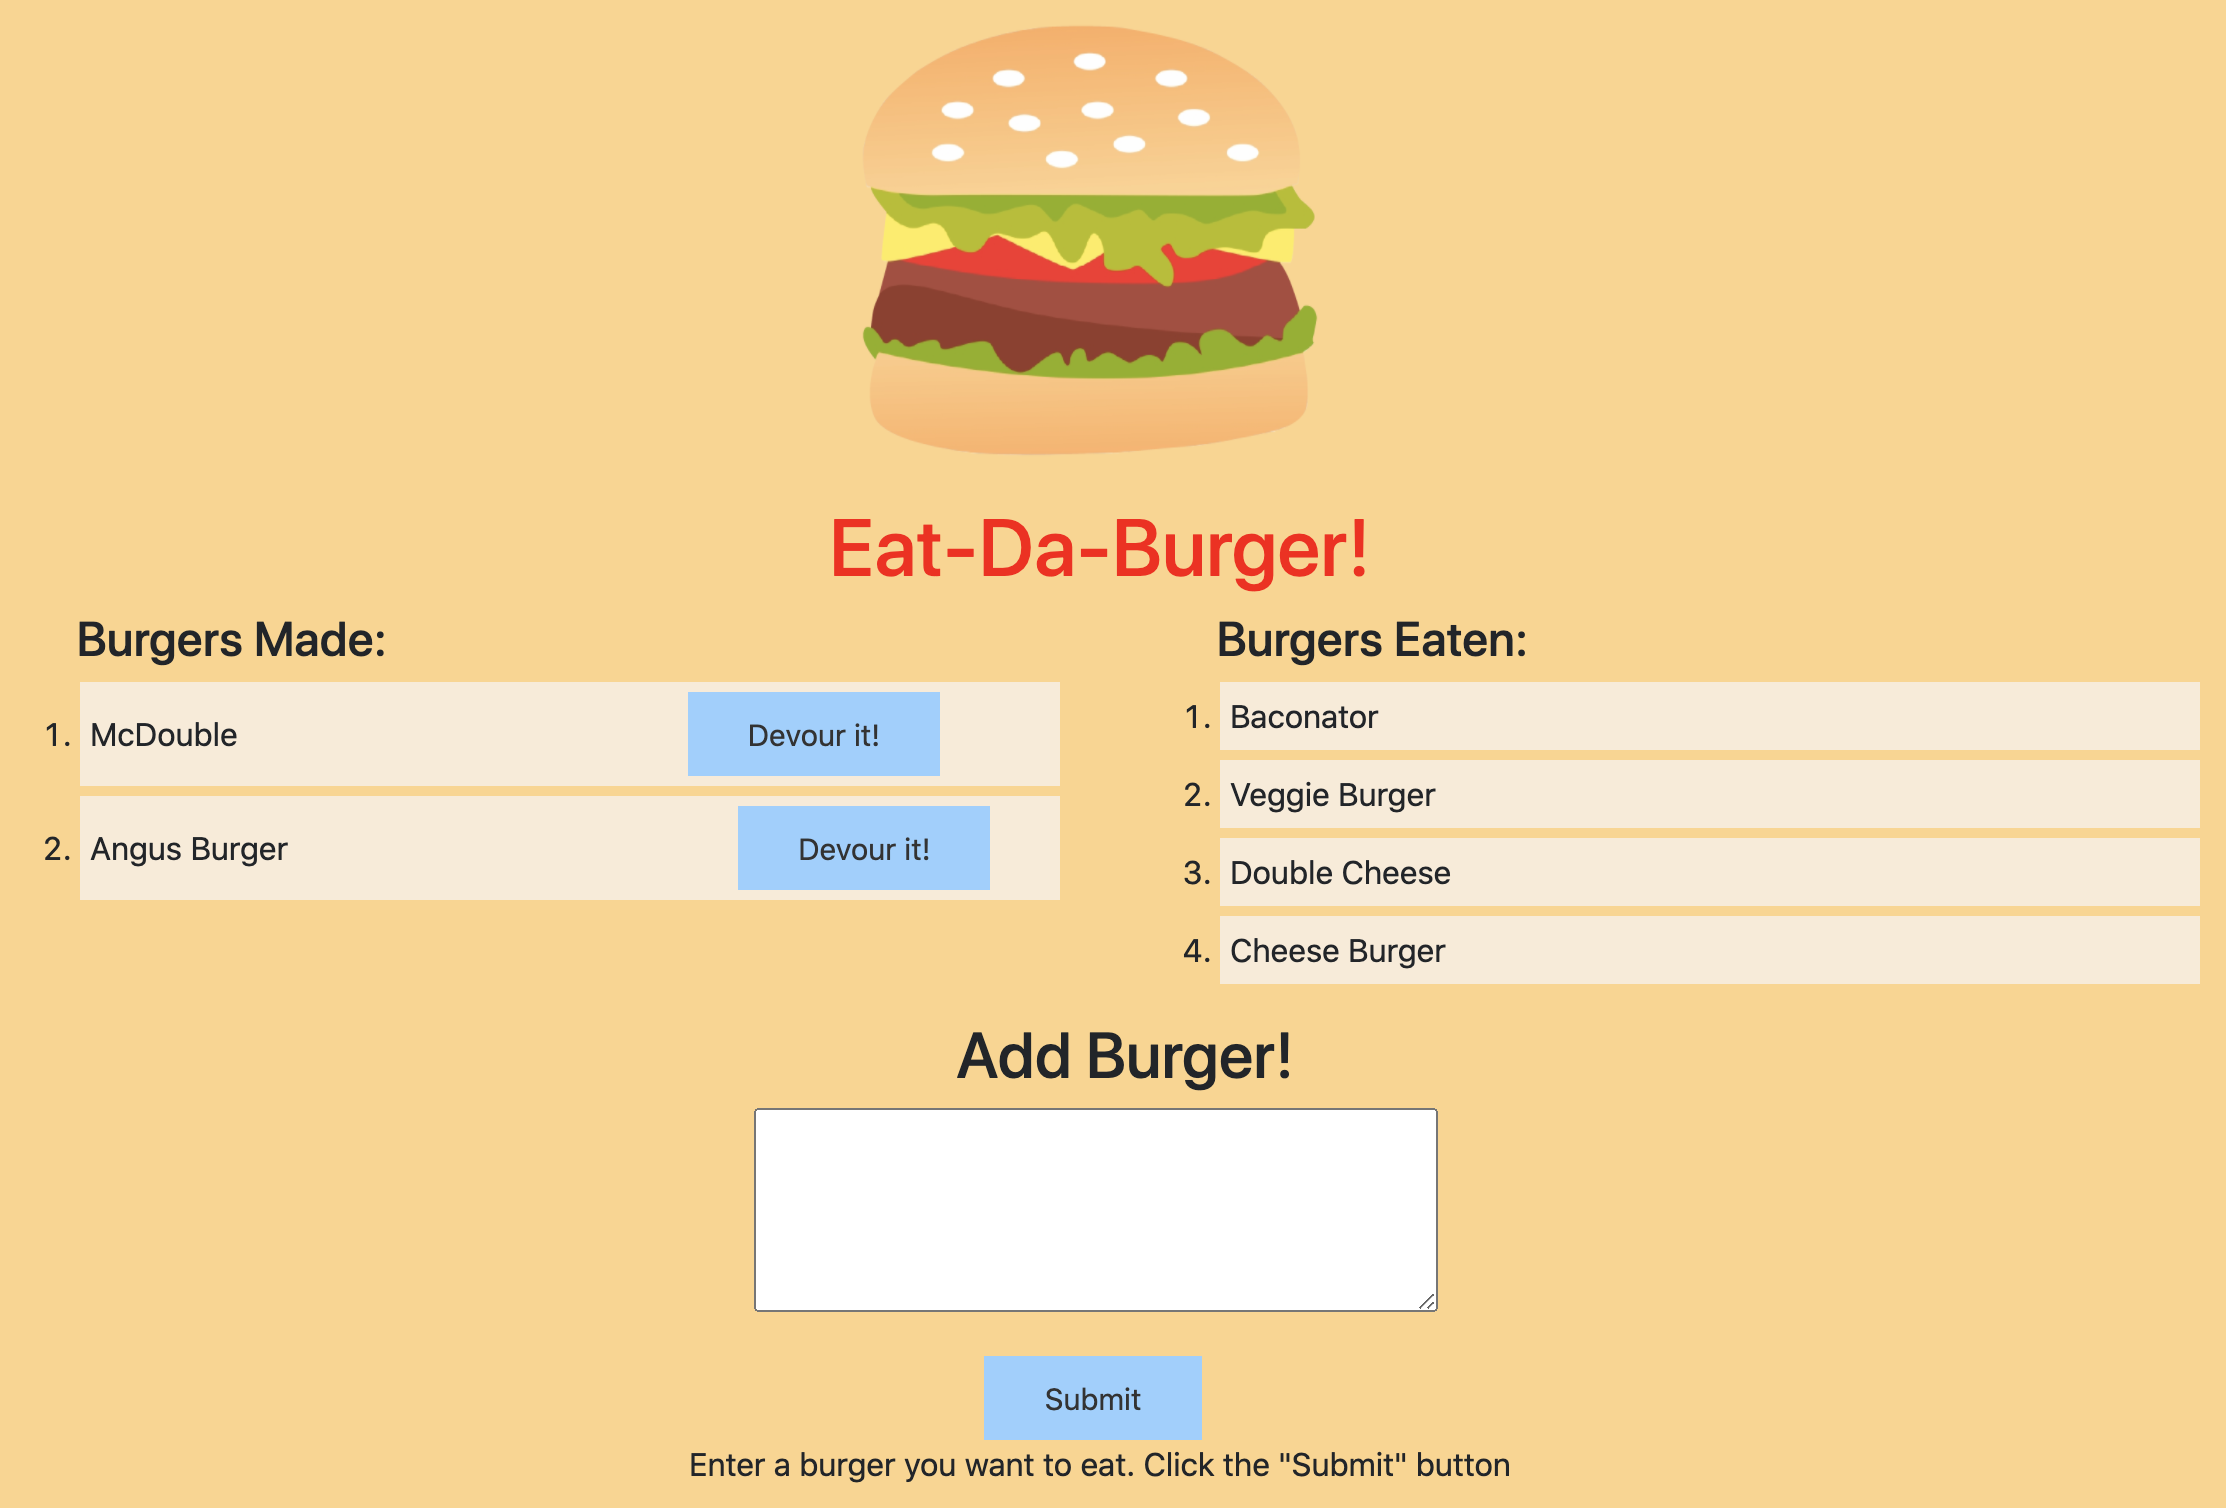 Eat-Da-Burger!
Burgers Made:
1. McDouble Devour it!
2. Angus Burger Devour it!
Burgers Eaten:
1. Baconator
2. Veggie Burger
3. Double Cheese
4. Cheese Burger
Add Burger!
Submit
Enter a burger you want to eat. Click the "Submit" button